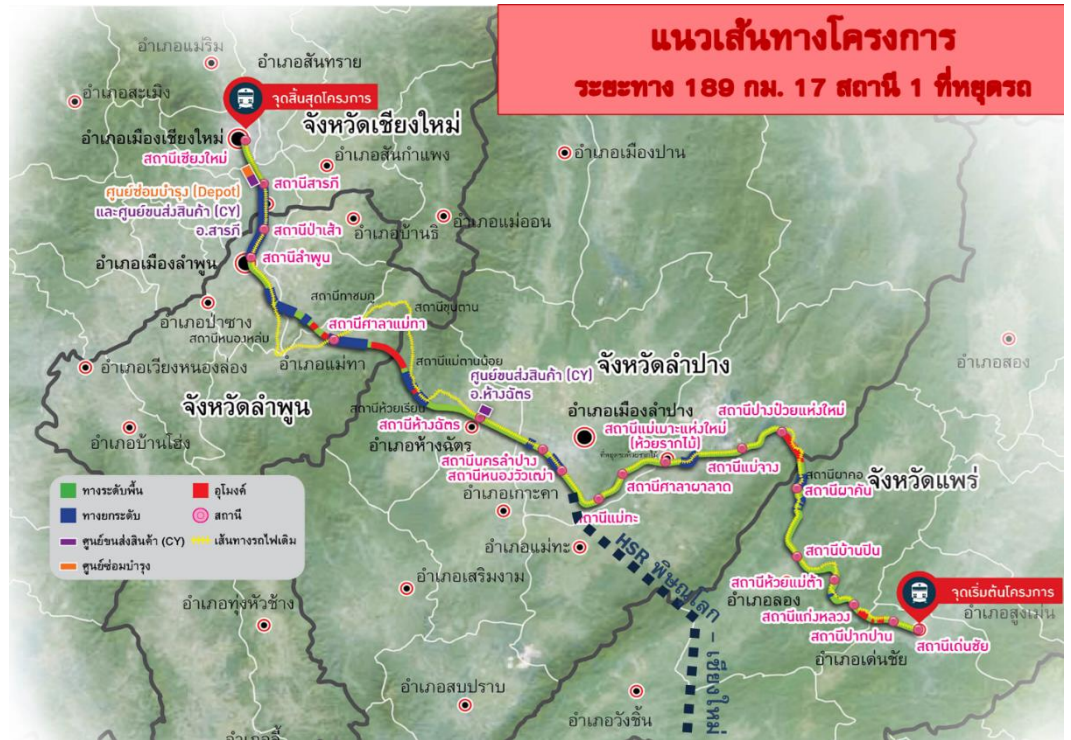 แนวเส้นทางโครงการ
ระยะทาง 189 กม. 17 สถานี 1 ที่หยุดรถ
อำเภอแม่ริม
อำเภอสันทราย
อำเภอสะเมิง
จุดสิ้นสุดโครงการ
อำเภอเมืองเชียงใหม่
จังหวัดเชียงใหม่
สถานีเชียงใหม่
อำเภอสันกำแพง
อำเภอเมืองปาน
ศูนย์ซ่อมบำรุง (Depot)
และศูนย์ขนส่งสินค้า (CY)
อ.สารภี
สถานีสารภี
อำเภอแม่ออน
อำเภอบ้านธิ
สถานีป่าเส้า
อำเภอเมืองลำพูน
สถานีลำพูน
อำเภอป่าซาง
สถานีหนองหล่ม
สถานีทาชมภู
สถานีขุนตาน
สถานีศาลาแม่ทา
อำเภอแม่ทา
สถานีแม่ตานน้อย
อำเภอเวียงหนองล่อง
จังหวัดลำพูน
อำเภอบ้านโฮ่ง
ศูนย์ขนส่งสินค้า (CY)
อ.ห้างฉัตร
จังหวัดลำปาง
อำเภอสอง
สถานีห้วยเรียน
สถานีห้างฉัตร
อำเภอห้างฉัตร
อำเภอเมืองลำปาง
สถานีแม่เมาะแห่งใหม่
(ห้วยรากไม้)
ที่หยุดรถห้วยรากไม้
สถานีปางป๋วยแห่งใหม่
สถานีนครลำปาง
สถานีหนองวัวเฒ่า
สถานีแม่จาง
สถานีศาลาผาลาด
สถานีผาคอ
สถานีผาคัน
จังหวัดแพร่
อำเภอเกาะคา
สถานีแม่ทะ
อำเภอแม่ทะ
HSR พิษณุโลก – เชียงใหม่
สถานีบ้านปิน
สถานีห้วยแม่ต้า
อำเภอลอง
สถานีแก่งหลวง
สถานีปากปาน
อำเภอเด่นชัย
จุดเริ่มต้นโครงการ
อำเภอสูงเม่น
สถานีเด่นชัย
ทางระดับพื้น
อุโมงค์
ทางยกระดับ
สถานี
ศูนย์ขนส่งสินค้า (CY)
เส้นทางรถไฟเดิม
ศูนย์ซ่อมบำรุง
อำเภอเสริมงาม
อำเภอทุ่งหัวช้าง
อำเภอสบปราบ
อำเภอวังชิ้น
อำเภอลี้